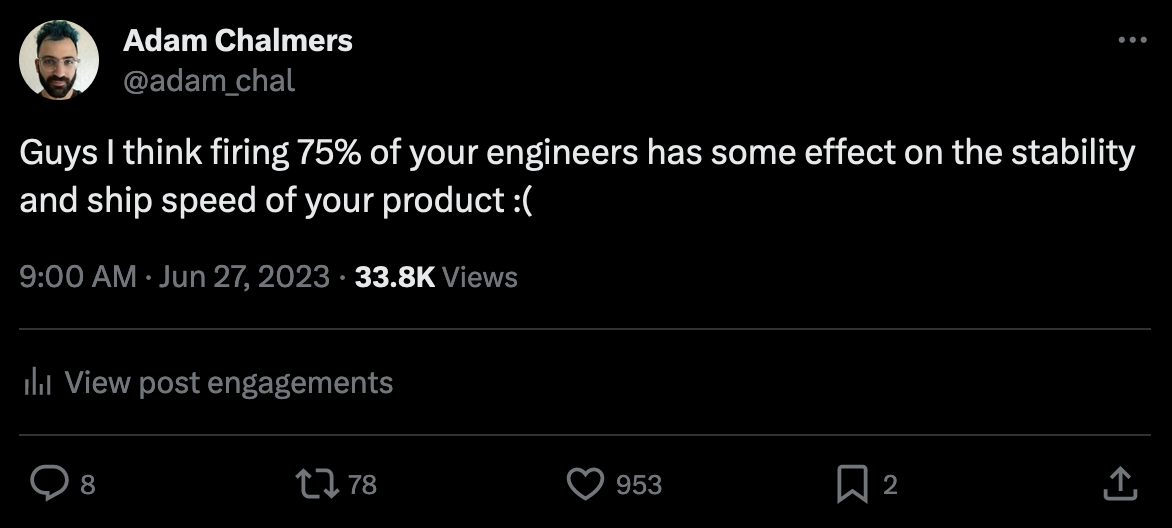 Adam Chalmers
@adam_chal
Guys I think firing 75% of your engineers has some effect on the stability
and ship speed of your product :(
9:00 AM · Jun 27, 2023 · 33.8K Views
View post engagements
8 78 953 2